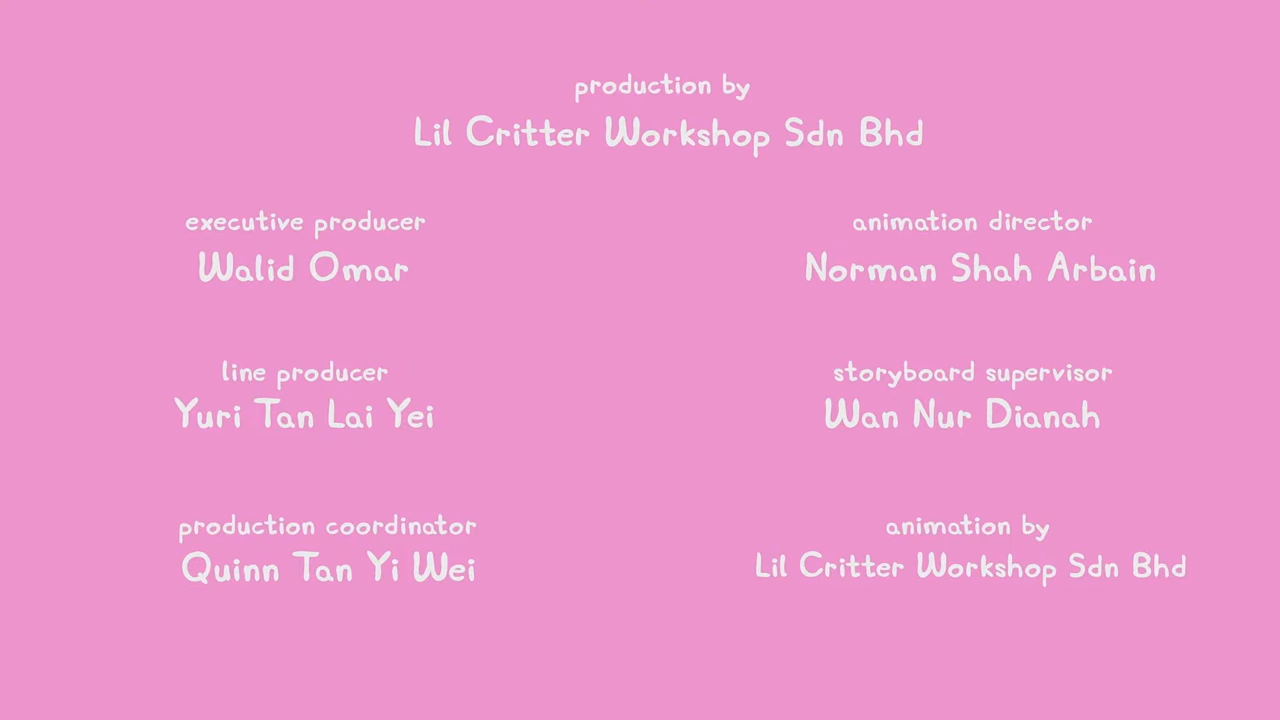 production by
Lil Critter Workshop Sdn Bhd
executive producer
Walid Omar
animation director
Norman Shah Arbain
line producer
Yuri Tan Lai Yei
storyboard supervisor
Wan Nur Dianah
production coordinator
Quinn Tan Yi Wei
animation by
Lil Critter Workshop Sdn Bhd